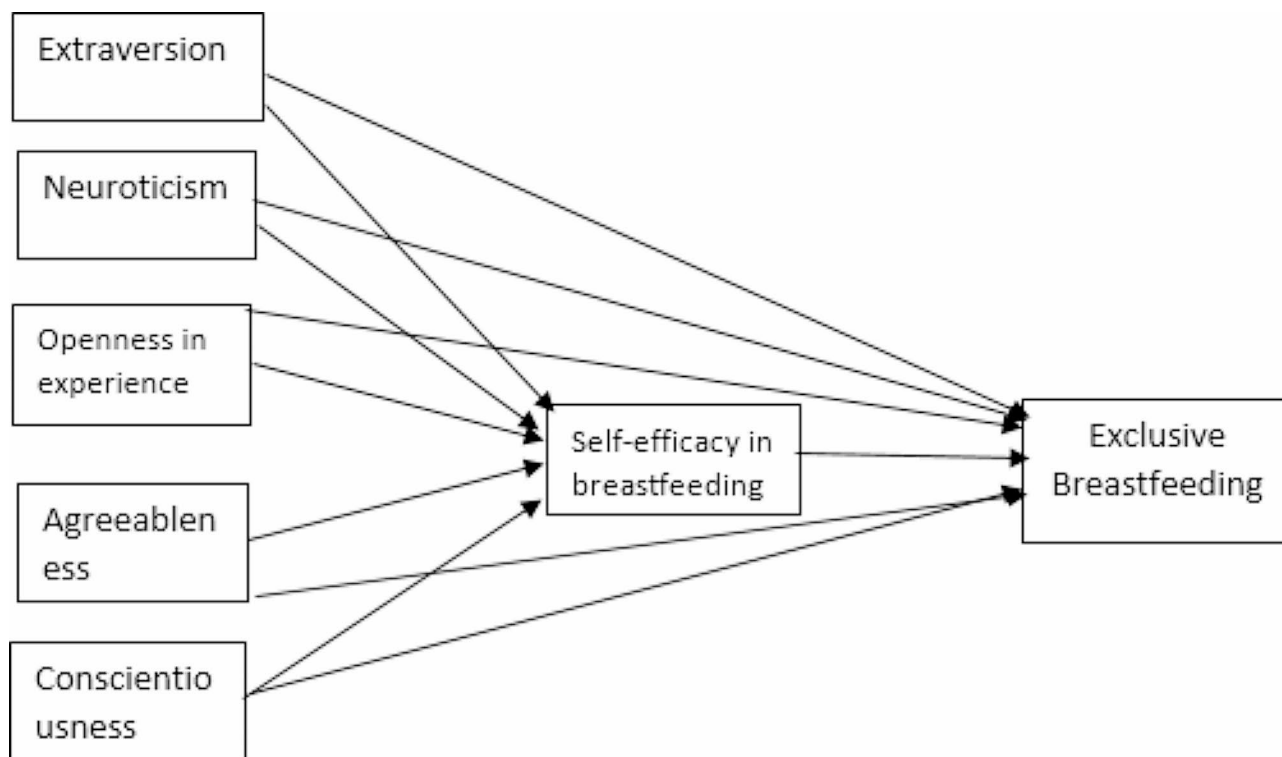 Extraversion
Neuroticism
Openness in
experience
Agreeablen
ess
Conscientio
usness
Self-efficacy in
breastfeeding
Exclusive
Breastfeeding